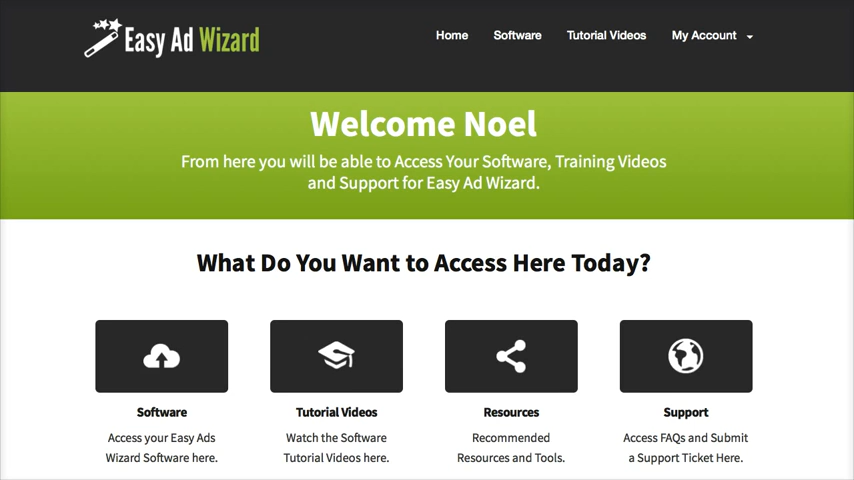 Easy Ad Wizard
Home Software Tutorial Videos My Account
Welcome Noel
From here you will be able to Access Your Software, Training Videos
and Support for Easy Ad Wizard.
What Do You Want to Access Here Today?
Software
Access your Easy Ads
Wizard Software here.
Tutorial Videos
Watch the Software
Tutorial Videos here.
Resources
Recommended
Resources and Tools.
Support
Access FAQs and Submit
a Support Ticket Here.